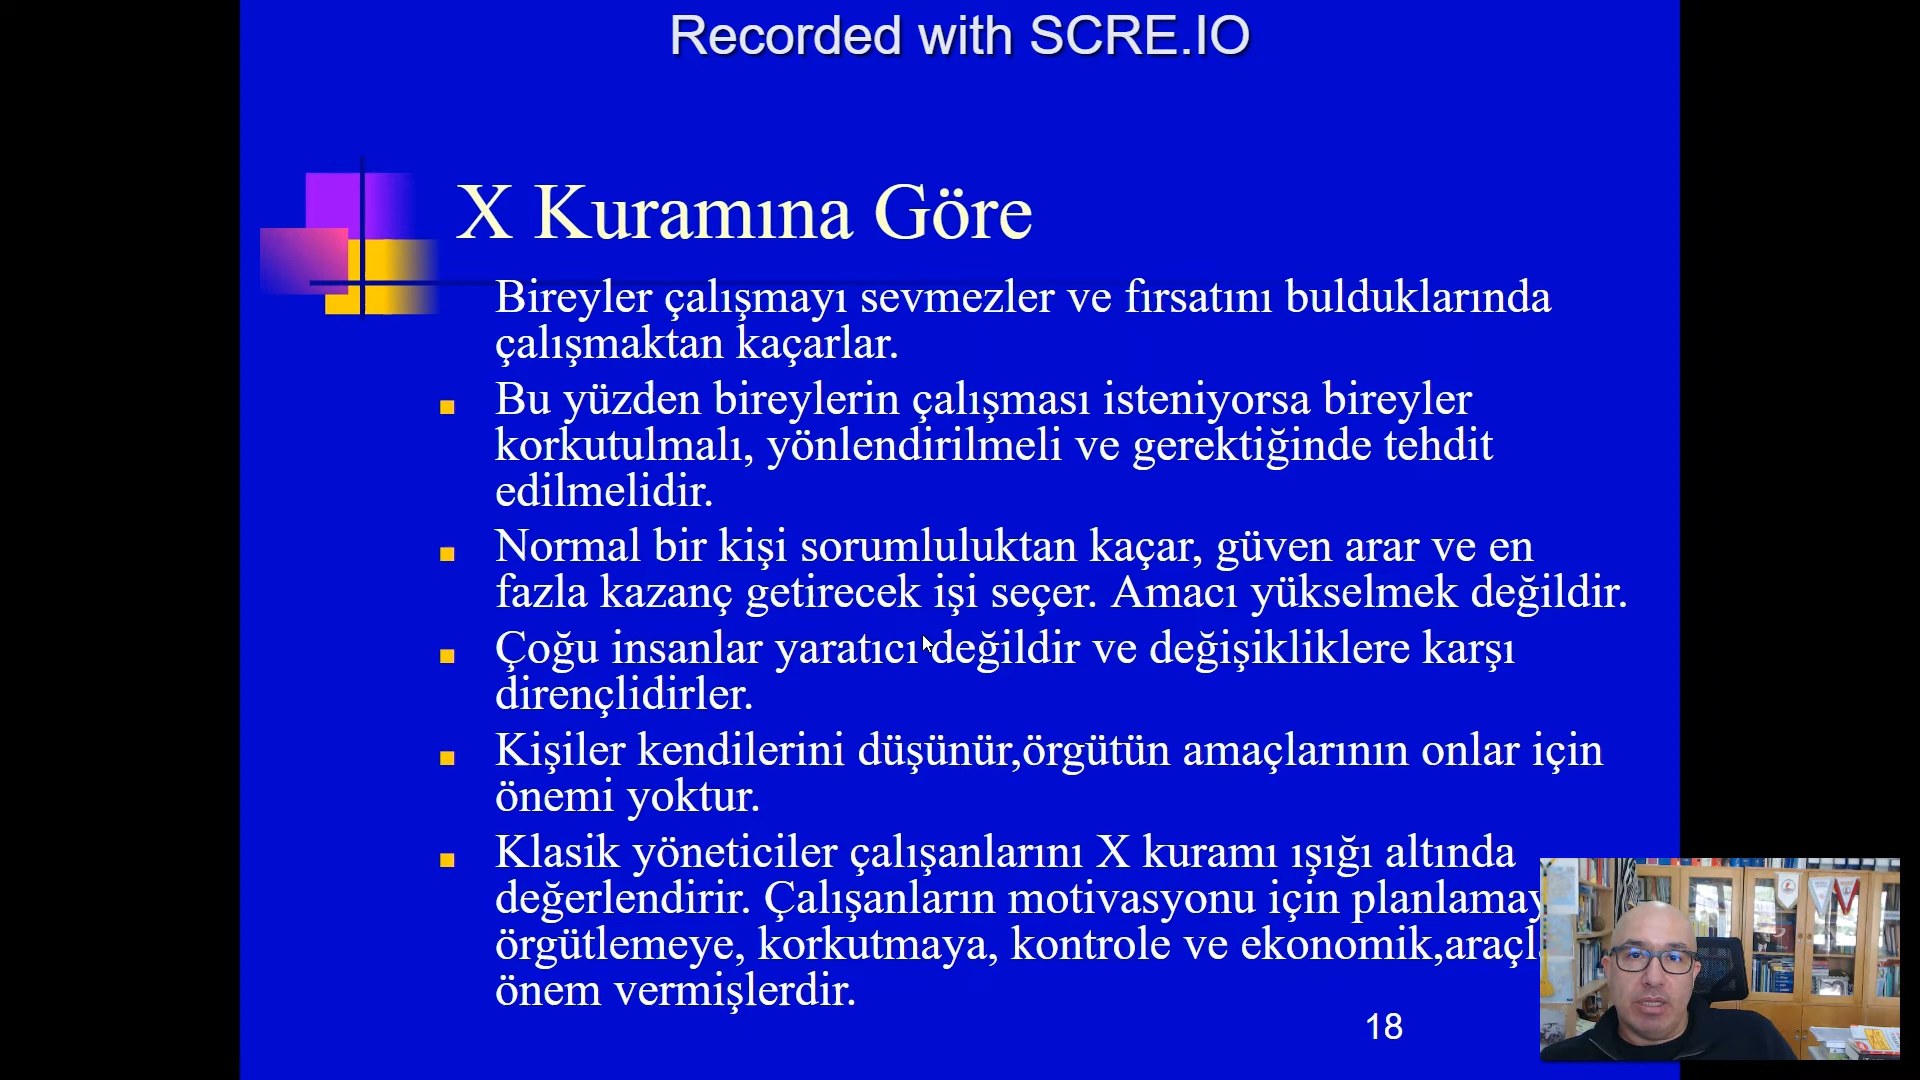 Recorded with SCRE.IO
X Kuramına Göre
Bireyler çalışmayı sevmezler ve fırsatını bulduklarında
çalışmaktan kaçarlar.
Bu yüzden bireylerin çalışması isteniyorsa bireyler
korkutulmalı, yönlendirilmeli ve gerektiğinde tehdit
edilmelidir.
Normal bir kişi sorumluluktan kaçar, güven arar ve en
fazla kazanç getirecek işi seçer. Amacı yükselmek değildir.
Çoğu insanlar yaratıcı değildir ve değişikliklere karşı
dirençlidirler.
Kişiler kendilerini düşünür,örgütün amaçlarının onlar için
önemi yoktur.
Klasik yöneticiler çalışanlarını X kuramı ışığı altında
değerlendirir. Çalışanların motivasyonu için
örgütlemeye, korkutmaya, kontrole ve ekonomik,
önem vermişlerdir.
18